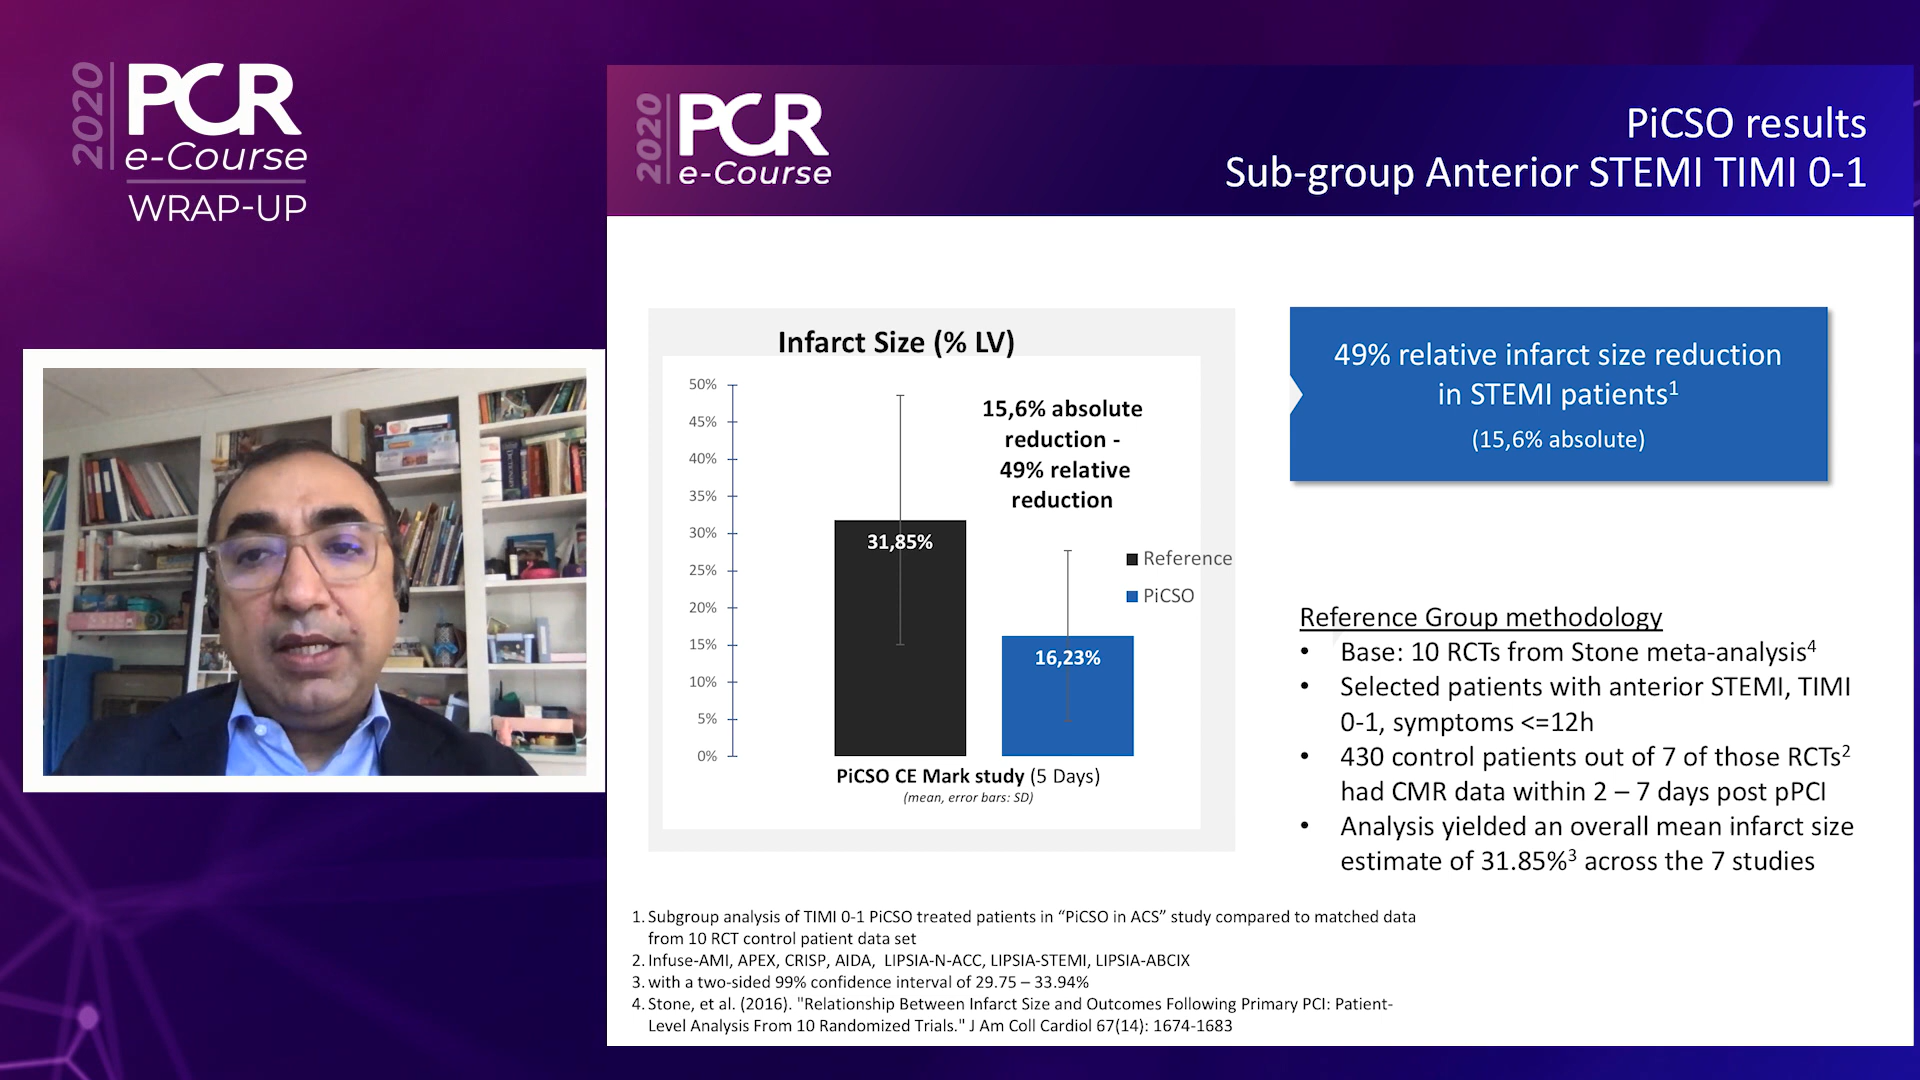 2020
PCR
e-Course
WRAP-UP
2020
PCR
e-Course
PiCSO results
Sub-group Anterior STEMI TIMI 0-1
Infarct Size (% LV)
50%
45%
40%
35%
30%
25%
20%
15%
10%
5%
0%
15,6% absolute
reduction -
49% relative
reduction
31,85%
16,23%
Reference
PiCSO
PiCSO CE Mark study (5 Days)
(mean, error bars: SD)
49% relative infarct size reduction
in STEMI patients¹
(15,6% absolute)
Reference Group methodology
• Base: 10 RCTs from Stone meta-analysis⁴
• Selected patients with anterior STEMI, TIMI
0-1, symptoms <=12h
• 430 control patients out of 7 of those RCTs²
had CMR data within 2 – 7 days post pPCI
• Analysis yielded an overall mean infarct size
estimate of 31.85%³ across the 7 studies
1. Subgroup analysis of TIMI 0-1 PiCSO treated patients in “PiCSO in ACS” study compared to matched data
from 10 RCT control patient data set
2. Infuse-AMI, APEX, CRISP, AIDA, LIPSIA-N-ACC, LIPSIA-STEMI, LIPSIA-ABCIX
3. with a two-sided 99% confidence interval of 29.75 – 33.94%
4. Stone, et al. (2016). "Relationship Between Infarct Size and Outcomes Following Primary PCI: Patient-
Level Analysis From 10 Randomized Trials." J Am Coll Cardiol 67(14): 1674-1683